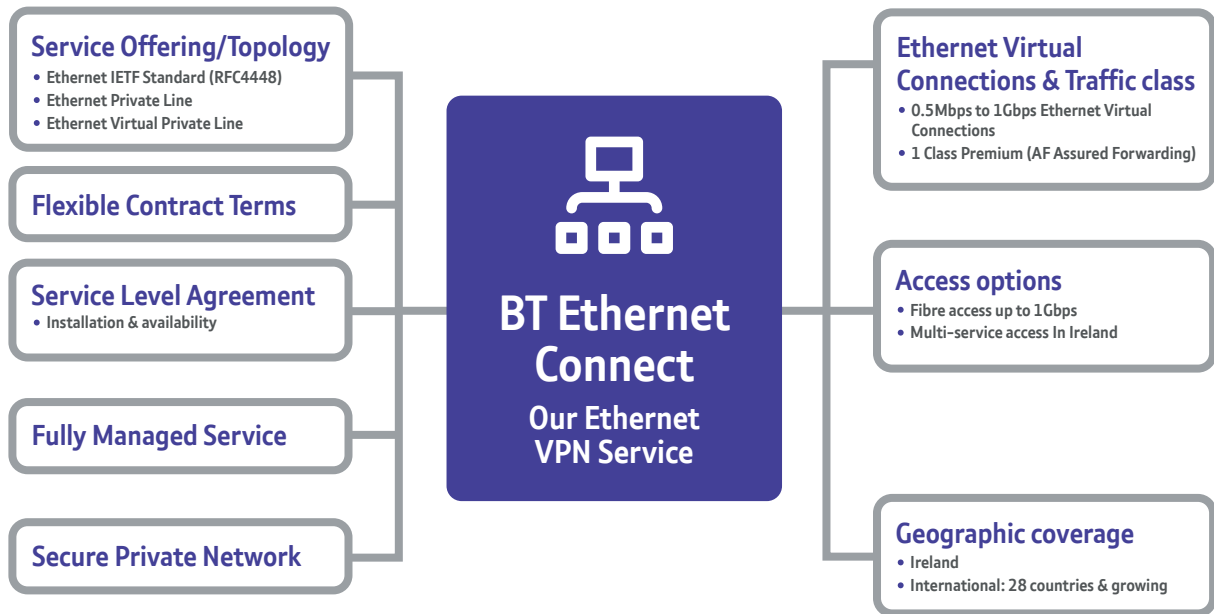 Service Offering/Topology
• Ethernet IETF Standard (RFC4448)
• Ethernet Private Line
• Ethernet Virtual Private Line
Flexible Contract Terms
Service Level Agreement
• Installation & availability
Fully Managed Service
Secure Private Network
BT Ethernet
Connect
Our Ethernet
VPN Service
Ethernet Virtual
Connections & Traffic class
• 0.5Mbps to 1Gbps Ethernet Virtual
Connections
• 1 Class Premium (AF Assured Forwarding)
Access options
• Fibre access up to 1Gbps
• Multi-service access In Ireland
Geographic coverage
• Ireland
• International: 28 countries & growing